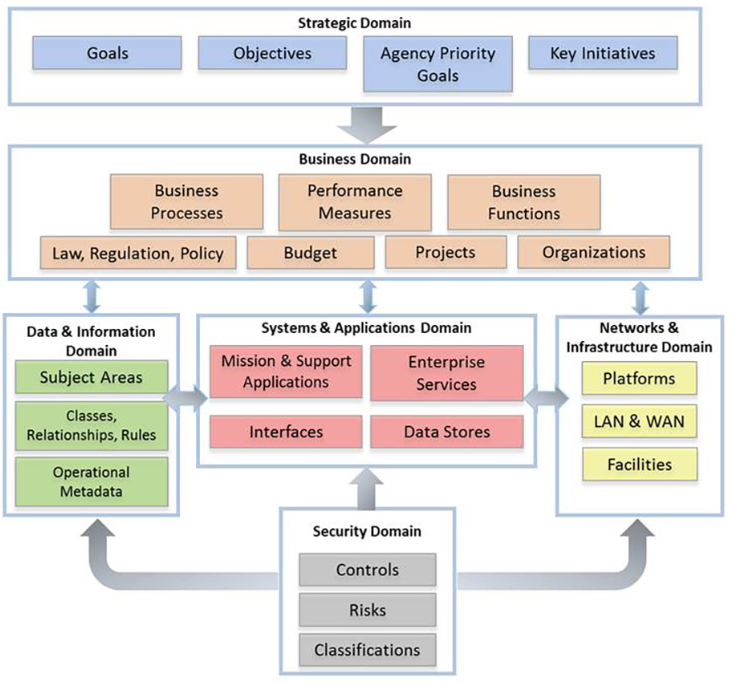 Strategic Domain
Goals
Objectives
Agency Priority
Goals
Key Initiatives
Business Domain
Business
Processes
Performance
Measures
Business
Functions
Law, Regulation, Policy
Budget
Projects
Organizations
Data & Information
Domain
Subject Areas
Classes,
Relationships, Rules
Operational
Metadata
Systems & Applications Domain
Mission & Support
Applications
Enterprise
Services
Interfaces
Data Stores
Networks &
Infrastructure Domain
Platforms
LAN & WAN
Facilities
Security Domain
Controls
Risks
Classifications